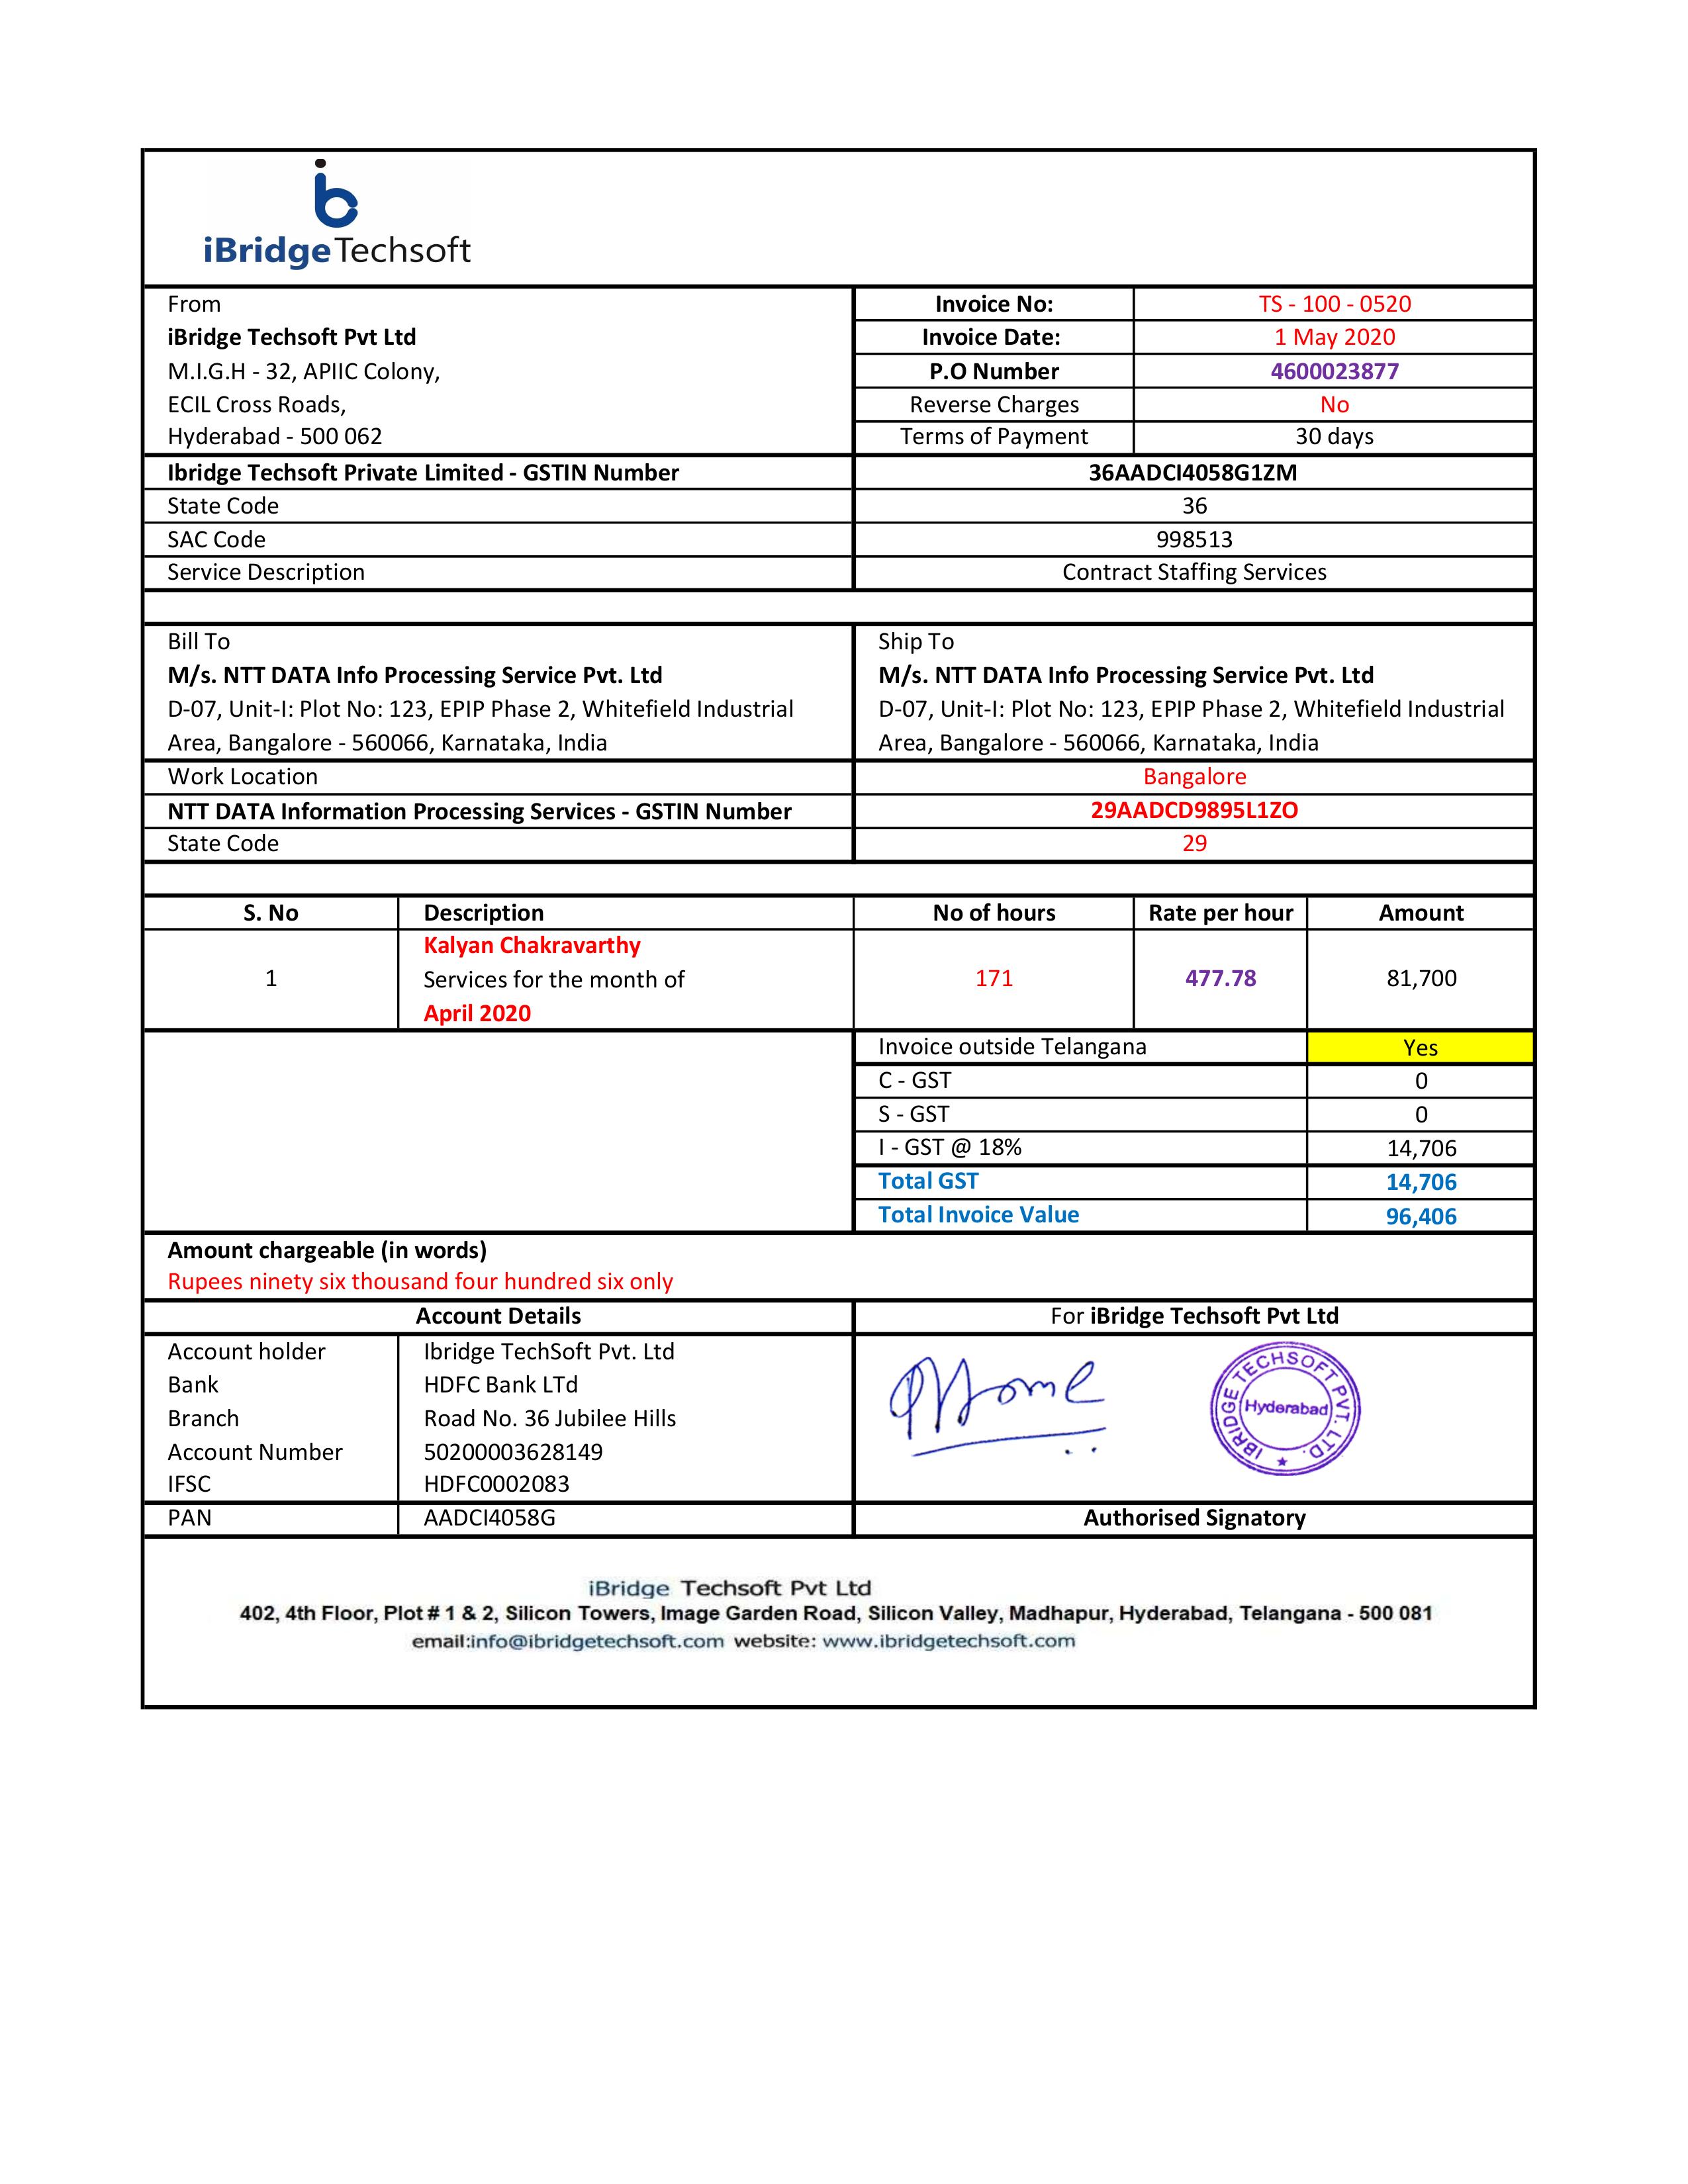 iBridge Techsoft
From
iBridge Techsoft Pvt Ltd
M.I.G.H - 32, APIIC Colony,
ECIL Cross Roads,
Hyderabad - 500 062
Invoice No: TS - 100 - 0520
Invoice Date: 1 May 2020
P.O Number 4600023877
Reverse Charges No
Terms of Payment 30 days
Ibridge Techsoft Private Limited - GSTIN Number 36AADCI4058G1ZM
State Code 36
SAC Code 998513
Service Description Contract Staffing Services
Bill To
M/s. NTT DATA Info Processing Service Pvt. Ltd
D-07, Unit-I: Plot No: 123, EPIP Phase 2, Whitefield Industrial
Area, Bangalore - 560066, Karnataka, India
Ship To
M/s. NTT DATA Info Processing Service Pvt. Ltd
D-07, Unit-I: Plot No: 123, EPIP Phase 2, Whitefield Industrial
Area, Bangalore - 560066, Karnataka, India
Work Location Bangalore
NTT DATA Information Processing Services - GSTIN Number 29AADCD9895L1ZO
State Code 29
S. No Description No of hours Rate per hour Amount
Kalyan Chakravarthy
1 Services for the month of 171 477.78 81,700
April 2020
Invoice outside Telangana Yes
C - GST 0
S - GST 0
I - GST @ 18% 14,706
Total GST 14,706
Total Invoice Value 96,406
Amount chargeable (in words)
Rupees ninety six thousand four hundred six only
Account Details
Account holder Ibridge TechSoft Pvt. Ltd
Bank HDFC Bank LTd
Branch Road No. 36 Jubilee Hills
Account Number 50200003628149
IFSC HDFC0002083
PAN AADCI4058G
For iBridge Techsoft Pvt Ltd
IBRIDGE TECHSOFT PVT. LTD.
Hyderabad
Authorised Signatory
iBridge Techsoft Pvt Ltd
402, 4th Floor, Plot # 1 & 2, Silicon Towers, Image Garden Road, Silicon Valley, Madhapur, Hyderabad, Telangana - 500 081
email:info@ibridgetechsoft.com website: www.ibridgetechsoft.com